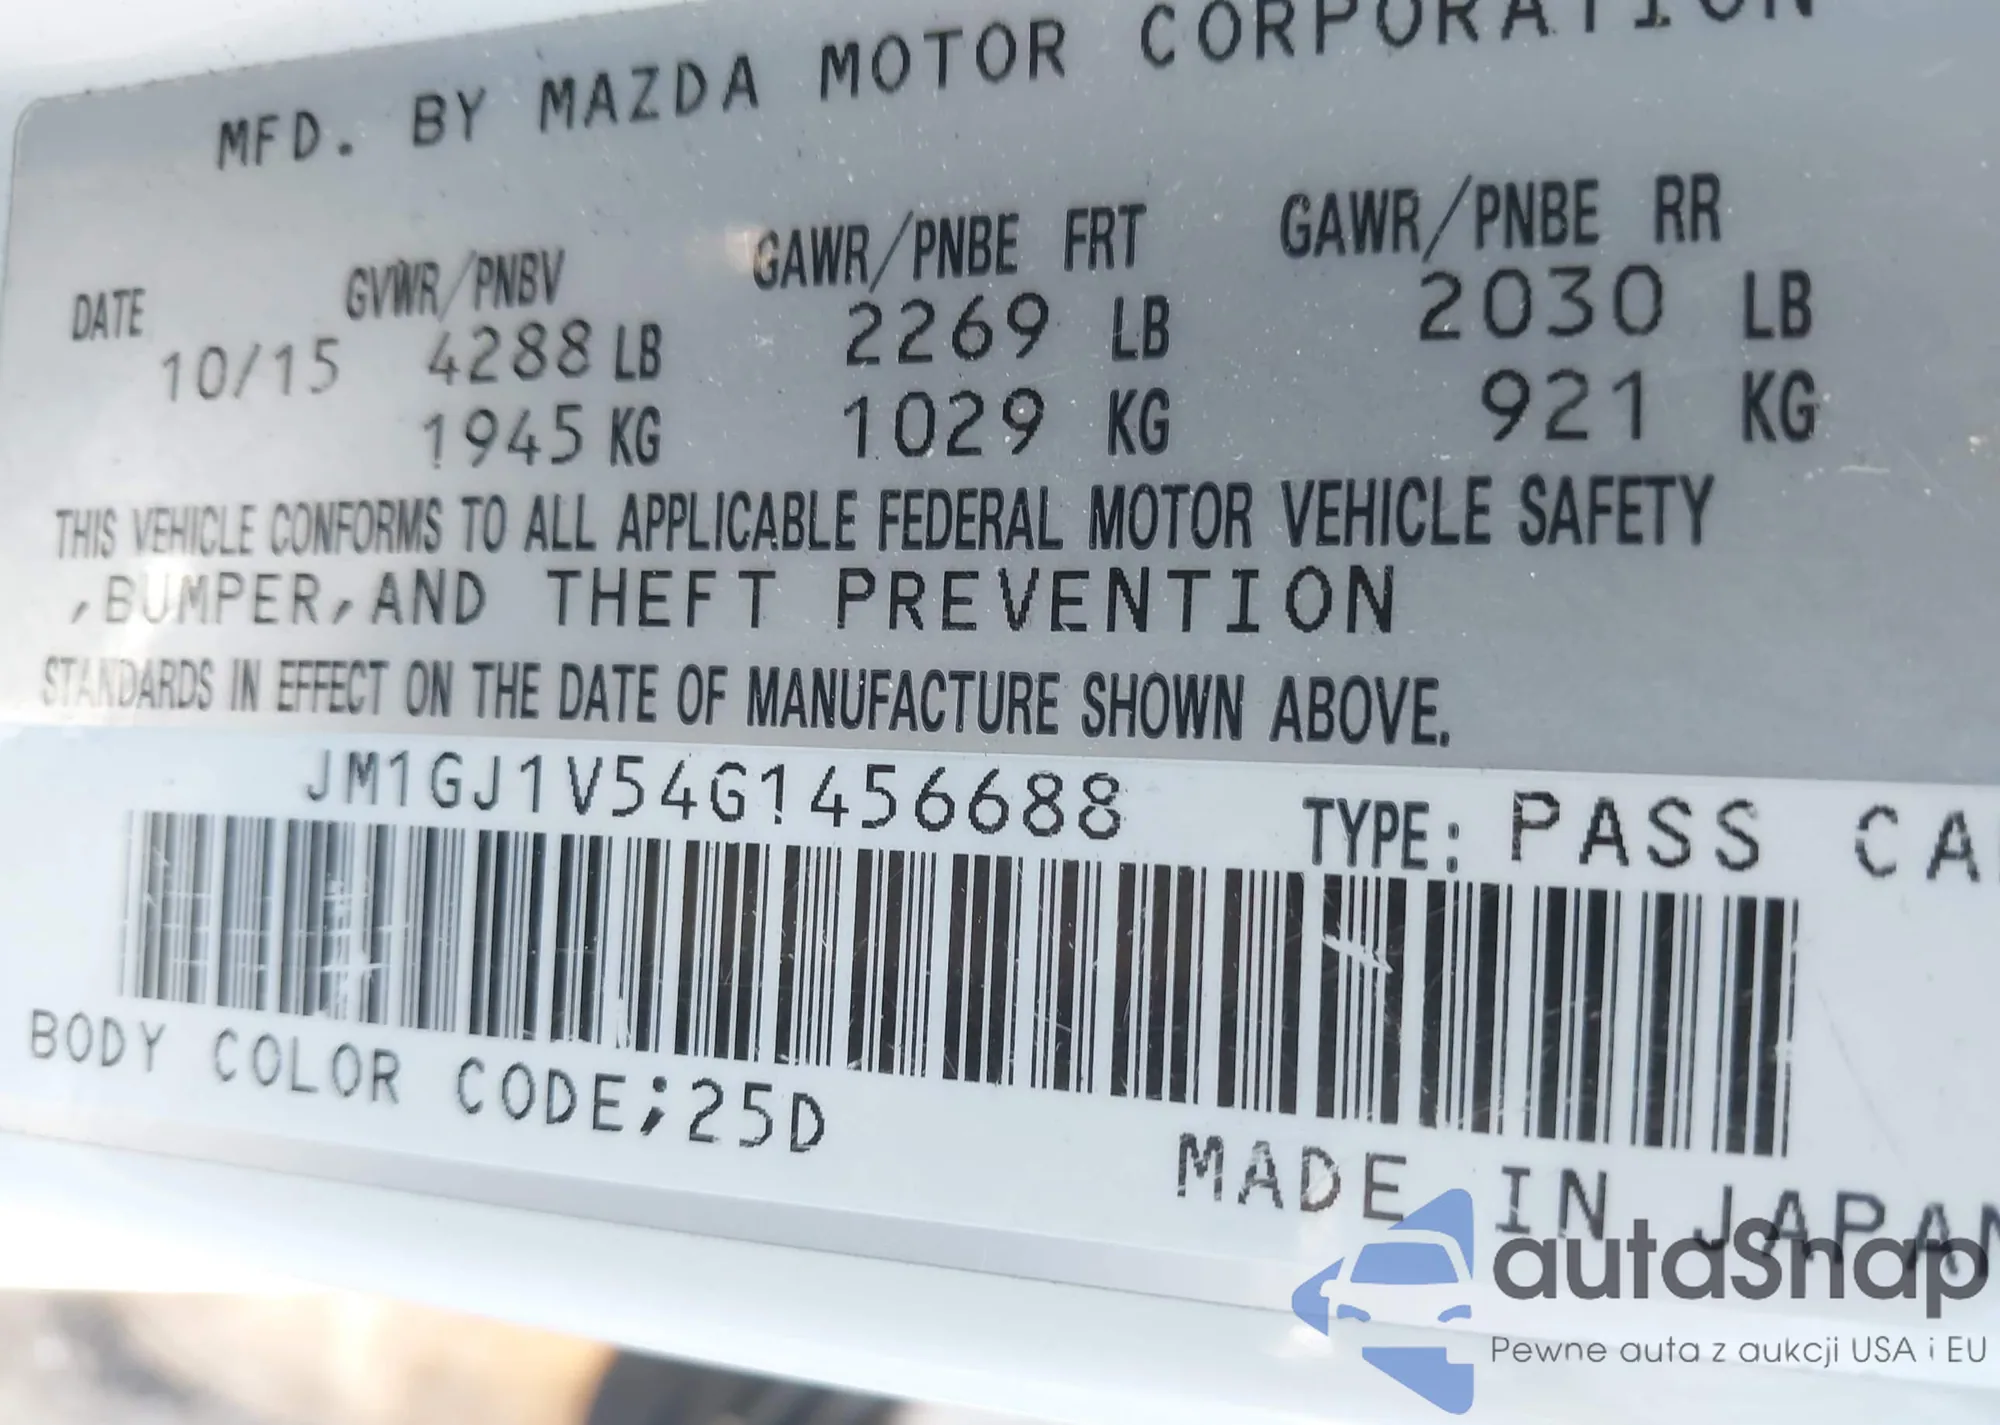 MFD. BY MAZDA MOTOR CORPORATION
DATE GVWR/PNBV GAWR/PNBE FRT GAWR/PNBE RR
10/15 4288 LB 2269 LB 2030 LB
1945 KG 1029 KG 921 KG
THIS VEHICLE CONFORMS TO ALL APPLICABLE FEDERAL MOTOR VEHICLE SAFETY
,BUMPER,AND THEFT PREVENTION
STANDARDS IN EFFECT ON THE DATE OF MANUFACTURE SHOWN ABOVE.
JM1GJ1V54G1456688 TYPE: PASS CA
BODY COLOR CODE;25D
MADE IN JAPAN
autaSnap
Pewne auta z aukcji USA i EU